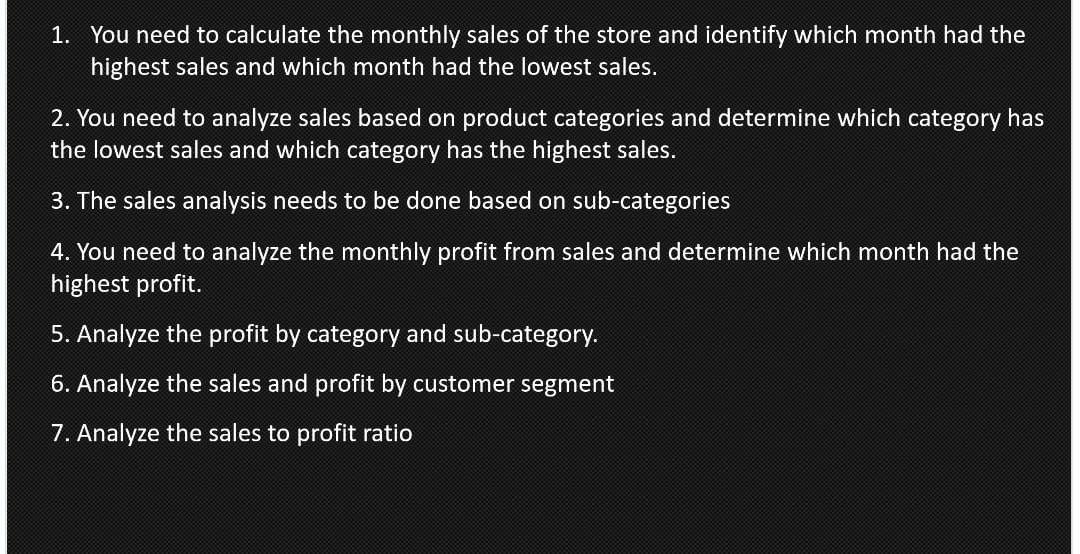 1. You need to calculate the monthly sales of the store and identify which month had the
highest sales and which month had the lowest sales.
2. You need to analyze sales based on product categories and determine which category has
the lowest sales and which category has the highest sales.
3. The sales analysis needs to be done based on sub-categories
4. You need to analyze the monthly profit from sales and determine which month had the
highest profit.
5. Analyze the profit by category and sub-category.
6. Analyze the sales and profit by customer segment
7. Analyze the sales to profit ratio